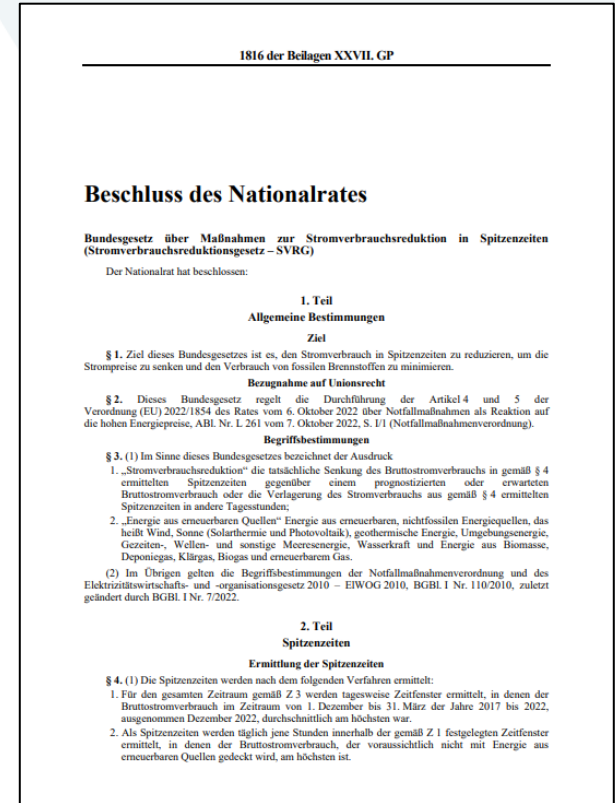 1816 der Beilagen XXVII. GP
Beschluss des Nationalrates
Bundesgesetz über Maßnahmen zur Stromverbrauchsreduktion in Spitzenzeiten
(Stromverbrauchsreduktionsgesetz – SVRG)
Der Nationalrat hat beschlossen:
1. Teil
Allgemeine Bestimmungen
Ziel
§ 1. Ziel dieses Bundesgesetzes ist es, den Stromverbrauch in Spitzenzeiten zu reduzieren, um die
Strompreise zu senken und den Verbrauch von fossilen Brennstoffen zu minimieren.
Bezugnahme auf Unionsrecht
§ 2. Dieses Bundesgesetz regelt die Durchführung der Artikel 4 und 5 der
Verordnung (EU) 2022/1854 des Rates vom 6. Oktober 2022 über Notfallmaßnahmen als Reaktion auf
die hohen Energiepreise, ABl. Nr. L 261 vom 7. Oktober 2022, S. I/1 (Notfallmaßnahmenverordnung).
Begriffsbestimmungen
§ 3. (1) Im Sinne dieses Bundesgesetzes bezeichnet der Ausdruck
1. „Stromverbrauchsreduktion“ die tatsächliche Senkung des Bruttostromverbrauchs in gemäß § 4
ermittelten Spitzenzeiten gegenüber einem prognostizierten oder erwarteten
Bruttostromverbrauch oder die Verlagerung des Stromverbrauchs aus gemäß § 4 ermittelten
Spitzenzeiten in andere Tagesstunden;
2. „Energie aus erneuerbaren Quellen“ Energie aus erneuerbaren, nichtfossilen Energiequellen, das
heißt Wind, Sonne (Solarthermie und Photovoltaik), geothermische Energie, Umgebungsenergie,
Gezeiten-, Wellen- und sonstige Meeresenergie, Wasserkraft und Energie aus Biomasse,
Deponiegas, Klärgas, Biogas und erneuerbarem Gas.
(2) Im Übrigen gelten die Begriffsbestimmungen der Notfallmaßnahmenverordnung und des
Elektrizitätswirtschafts- und -organisationsgesetz 2010 – ElWOG 2010, BGBl. I Nr. 110/2010, zuletzt
geändert durch BGBl. I Nr. 7/2022.
2. Teil
Spitzenzeiten
Ermittlung der Spitzenzeiten
§ 4. (1) Die Spitzenzeiten werden nach dem folgenden Verfahren ermittelt:
1. Für den gesamten Zeitraum gemäß Z 3 werden tagesweise Zeitfenster ermittelt, in denen der
Bruttostromverbrauch im Zeitraum von 1. Dezember bis 31. März der Jahre 2017 bis 2022,
ausgenommen Dezember 2022, durchschnittlich am höchsten war.
2. Als Spitzenzeiten werden täglich jene Stunden innerhalb der gemäß Z 1 festgelegten Zeitfenster
ermittelt, in denen der Bruttostromverbrauch, der voraussichtlich nicht mit Energie aus
erneuerbaren Quellen gedeckt wird, am höchsten ist.